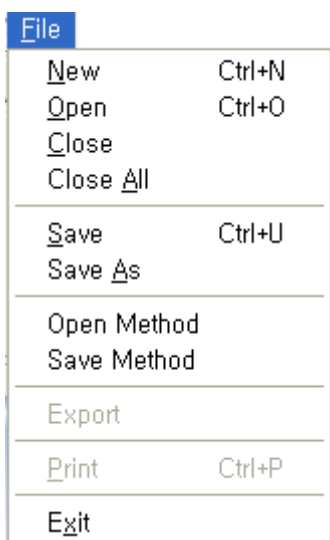 File
New Ctrl+N
Open Ctrl+O
Close
Close All
Save Ctrl+U
Save As
Open Method
Save Method
Export
Print Ctrl+P
Exit